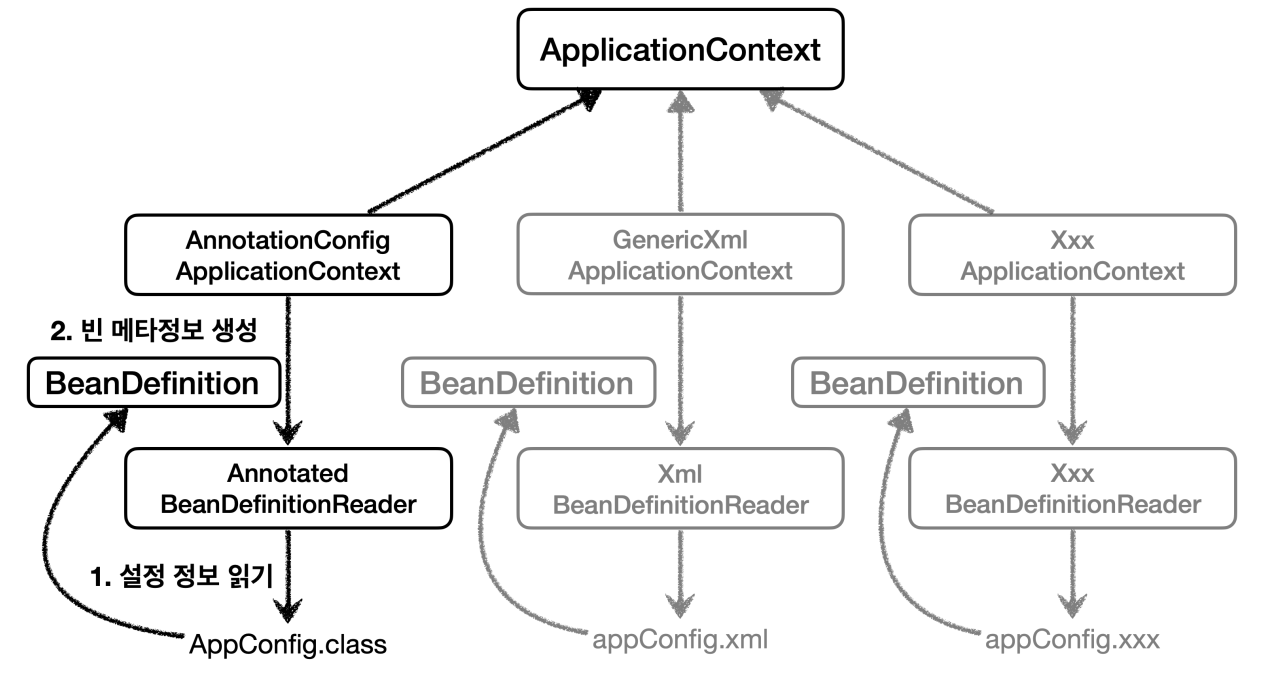 ApplicationContext
AnnotationConfig
ApplicationContext
GenericXml
ApplicationContext
Xxx
ApplicationContext
2. 빈 메타정보 생성
BeanDefinition
BeanDefinition
BeanDefinition
Annotated
BeanDefinitionReader
Xml
BeanDefinitionReader
Xxx
BeanDefinitionReader
1. 설정 정보 읽기
AppConfig.class
appConfig.xml
appConfig.xxx